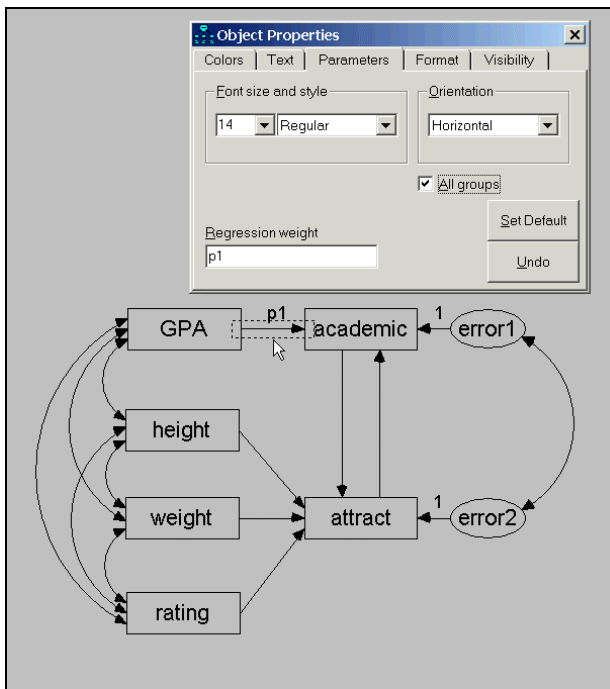 Object Properties
Colors Text Parameters Format Visibility
Font size and style
14 Regular
Orientation
Horizontal
All groups
Set Default
Regression weight
p1
Undo
p1 1
GPA academic error1
height
1
weight attract error2
rating